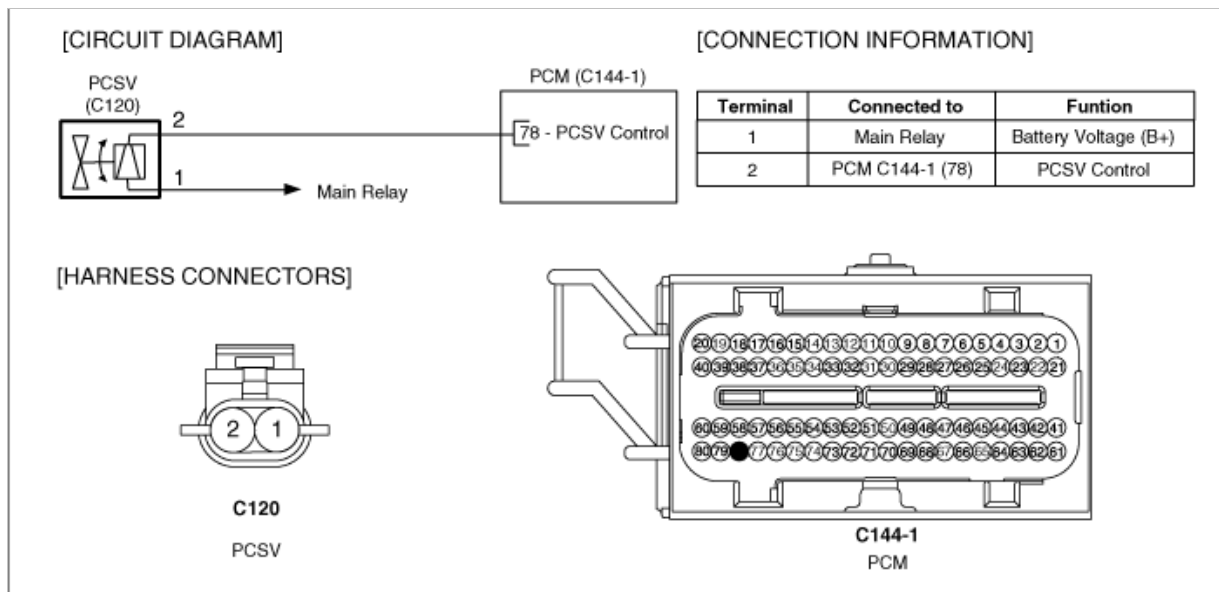 [CIRCUIT DIAGRAM]
PCSV
(C120)
2
1
Main Relay
PCM (C144-1)
78 - PCSV Control
[CONNECTION INFORMATION]
Terminal Connected to Funtion
1 Main Relay Battery Voltage (B+)
2 PCM C144-1 (78) PCSV Control
[HARNESS CONNECTORS]
2 1
C120
PCSV
20 19 18 17 16 15 14 13 12 11 10 9 8 7 6 5 4 3 2 1
40 39 38 37 36 35 34 33 32 31 30 29 28 27 26 25 24 23 22 21
60 59 58 57 56 55 54 53 52 51 50 49 48 47 46 45 44 43 42 41
80 79 77 76 75 74 73 72 71 70 69 68 67 66 65 64 63 62 61
C144-1
PCM